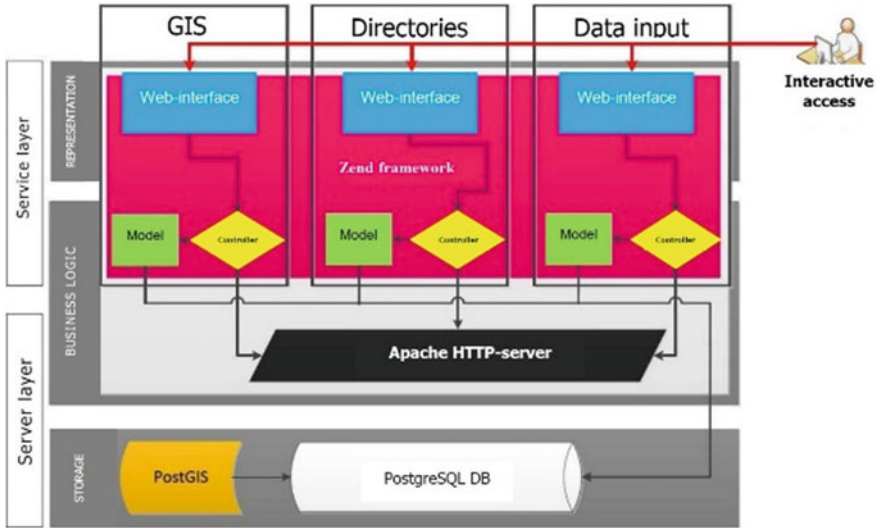 GIS
Directories
Data input
Interactive
access
Service layer
REPRESENTATION
Web-interface
Web-interface
Web-interface
Zend framework
Model
Controller
Model
Controller
Model
Controller
BUSINESS LOGIC
Apache HTTP-server
Server layer
STORAGE
PostGIS
PostgreSQL DB